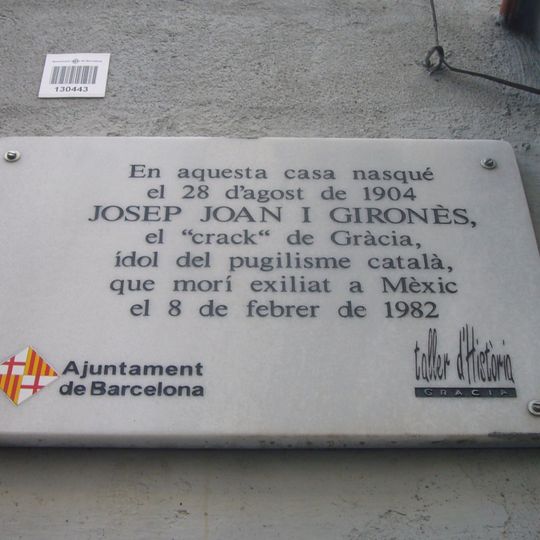 130443
En aquesta casa nasqué
el 28 d'agost de 1904
JOSEP JOAN I GIRONÈS,
el "crack" de Gràcia,
ídol del pugilisme català,
que morí exiliat a Mèxic
el 8 de febrer de 1982
Ajuntament
de Barcelona
taller d'Història
GRÀCIA